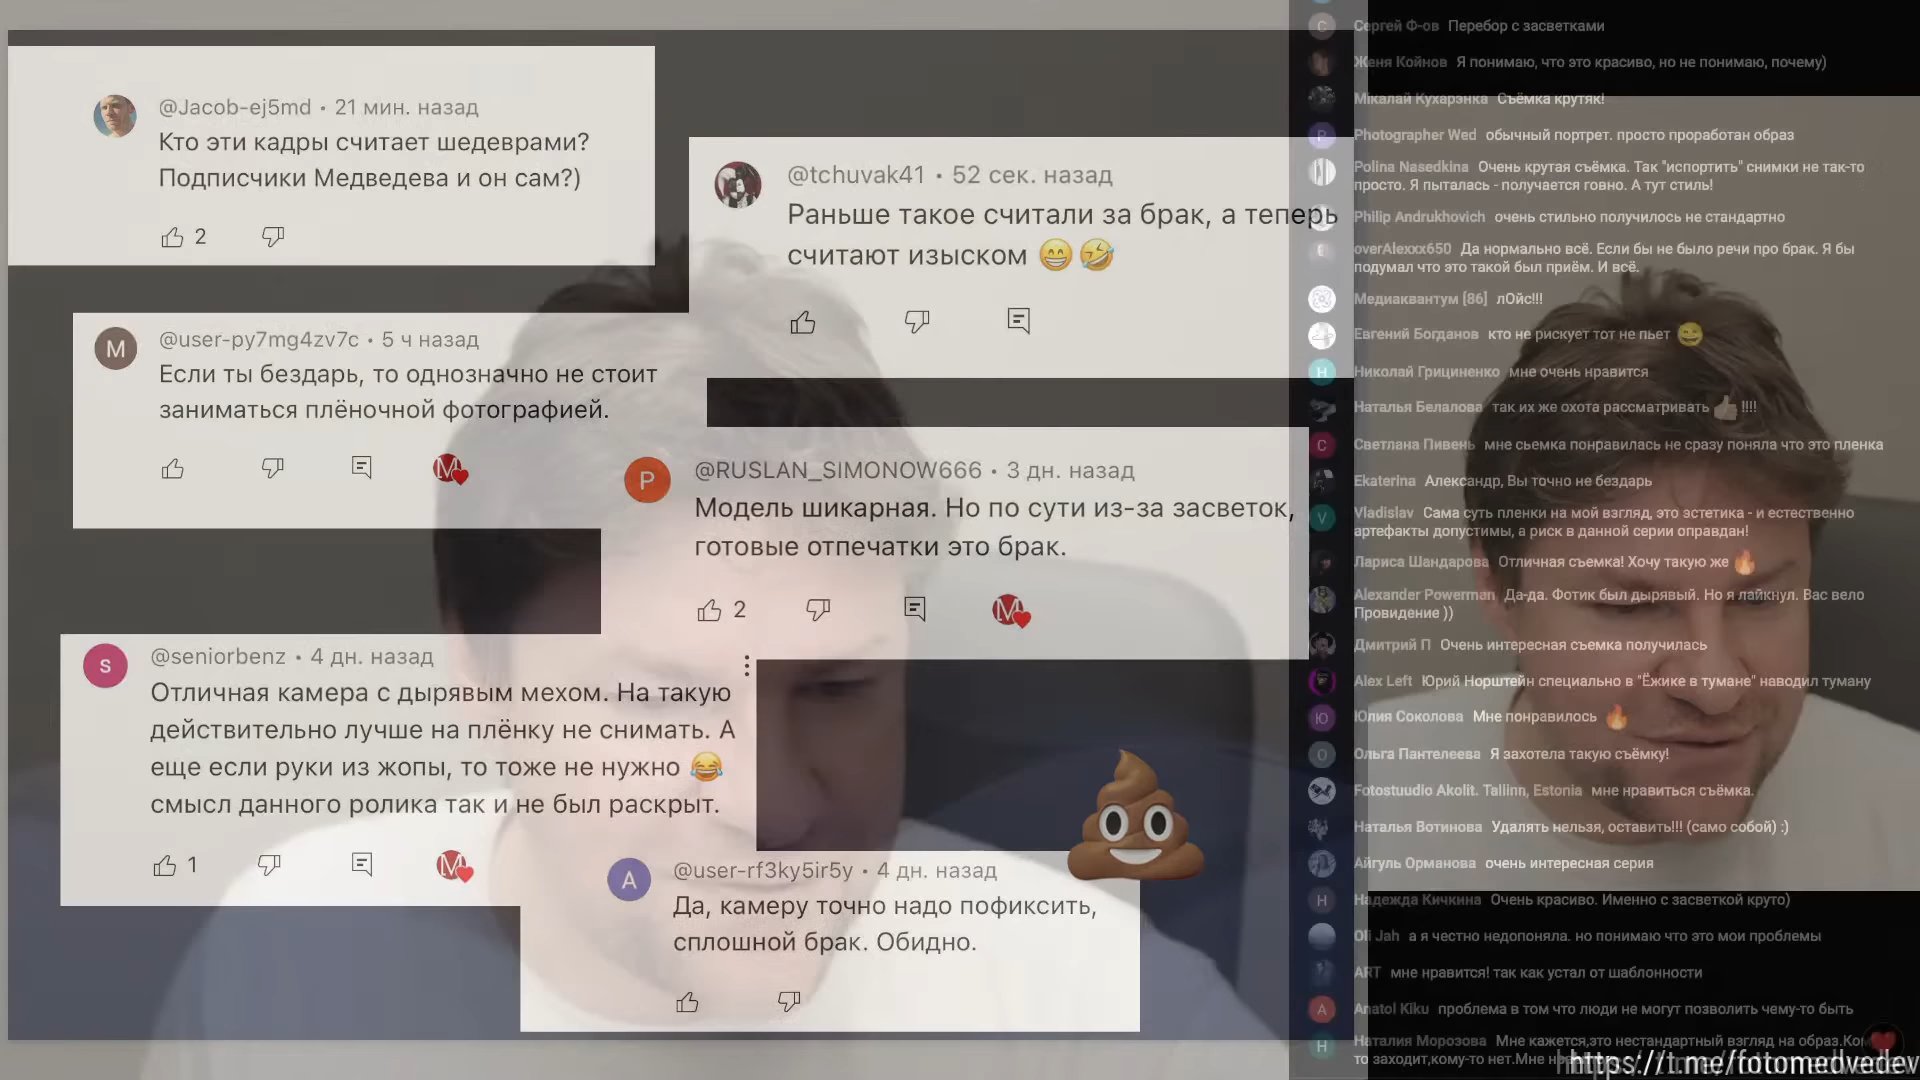 @Jacob-ej5md • 21 мин. назад
Кто эти кадры считает шедеврами?
Подписчики Медведева и он сам?)
2
@tchuvak41 • 52 сек. назад
Раньше такое считали за брак, а теперь
считают изыском 😁🤣
M
@user-py7mg4zv7c • 5 ч назад
Если ты бездарь, то однозначно не стоит
заниматься плёночной фотографией.
M
P
@RUSLAN_SIMONOW666 • 3 дн. назад
Модель шикарная. Но по сути из-за засветок,
готовые отпечатки это брак.
2
M
S
@seniorbenz • 4 дн. назад
Отличная камера с дырявым мехом. На такую
действительно лучше на плёнку не снимать. А
еще если руки из жопы, то тоже не нужно 😂
смысл данного ролика так и не был раскрыт.
1
M
A
@user-rf3ky5ir5y • 4 дн. назад
Да, камеру точно надо пофиксить,
сплошной брак. Обидно.
С Сергей Ф-ов Перебор с засветками
Женя Койнов Я понимаю, что это красиво, но не понимаю, почему)
Мікалай Кухарэнка Съёмка крутяк!
P Photographer Wed обычный портрет. просто проработан образ
Polina Nasedkina Очень крутая съёмка. Так "испортить" снимки не так-то
просто. Я пыталась - получается говно. А тут стиль!
Philip Andrukhovich очень стильно получилось не стандартно
overAlexxx650 Да нормально всё. Если бы не было речи про брак. Я бы
подумал что это такой был приём. И всё.
Медиаквантум [86] лОйс!!!
Евгений Богданов кто не рискует тот не пьет 😅
Н Николай Грициненко мне очень нравится
Наталья Белалова так их же охота рассматривать 👍 !!!!
С Светлана Пивень мне сьемка понравилась не сразу поняла что это пленка
Ekaterina Александр, Вы точно не бездарь
V Vladislav Сама суть пленки на мой взгляд, это эстетика - и естественно
артефакты допустимы, а риск в данной серии оправдан!
Лариса Шандарова Отличная съемка! Хочу такую же 🔥
Alexander Powerman Да-да. Фотик был дырявый. Но я лайкнул. Вас вело
Провидение ))
Дмитрий П Очень интересная съемка получилась
Alex Left Юрий Норштейн специально в "Ёжике в тумане" наводил туману
Ю Юлия Соколова Мне понравилось 🔥
О Ольга Пантелеева Я захотела такую съёмку!
Fotostuudio Akolit. Tallinn, Estonia мне нравиться съёмка.
Наталья Вотинова Удалять нельзя, оставить!!! (само собой) :)
Айгуль Орманова очень интересная серия
Н Надежда Кичкина Очень красиво. Именно с засветкой круто)
Oli Jah а я честно недопоняла. но понимаю что это мои проблемы
ART мне нравится! так как устал от шаблонности
A Anatol Kiku проблема в том что люди не могут позволить чему-то быть
Н Наталия Морозова Мне кажется,это нестандартный взгляд на образ.Ко
то заходит,кому-то нет.Мне
https://t.me/fotomedvedev